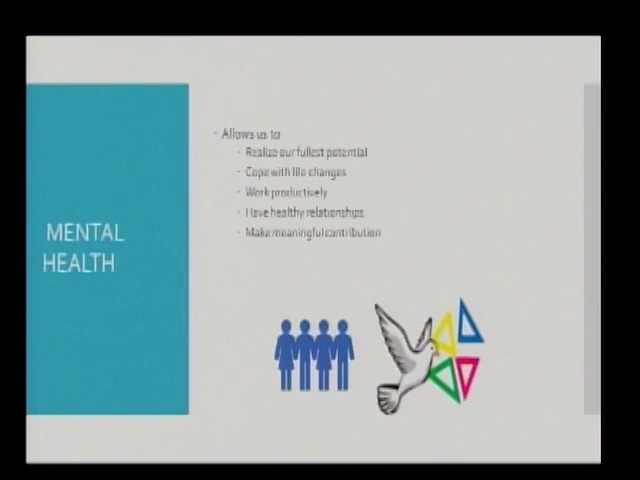 MENTAL
HEALTH
- Allows us to
- Realize our fullest potential
- Cope with life changes
- Work productively
- Have healthy relationships
- Make meaningful contribution